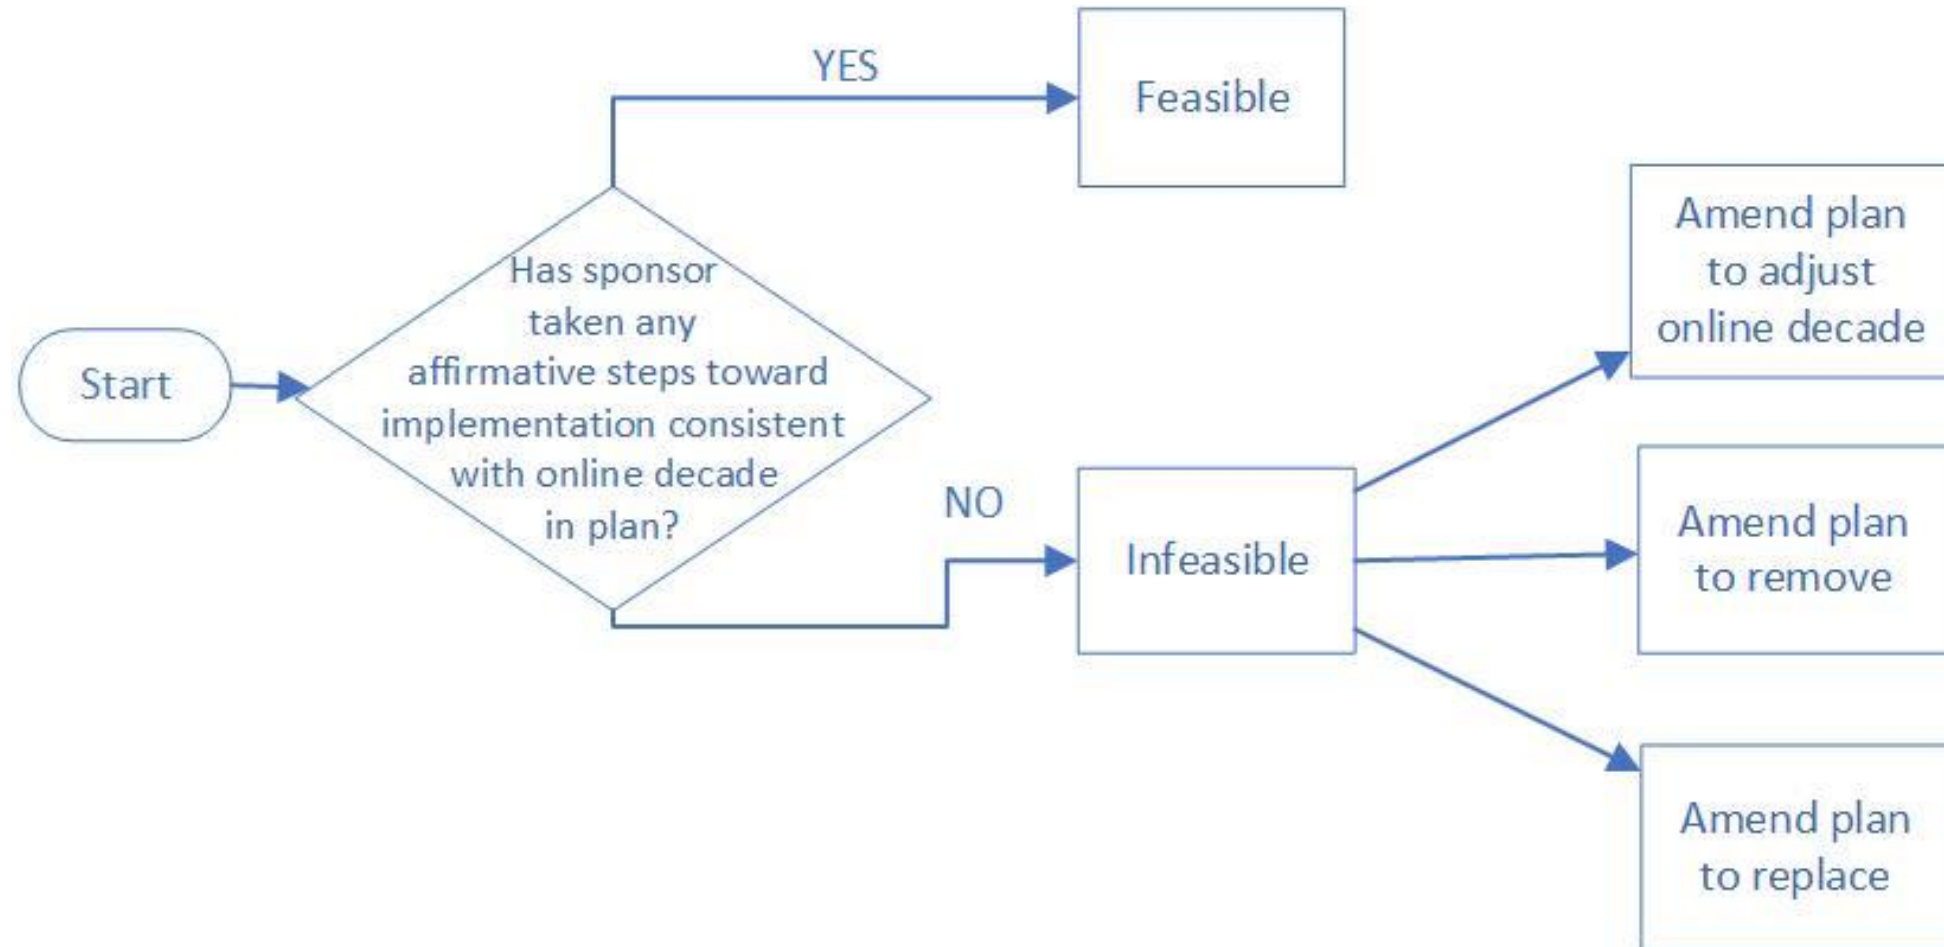 Start
Has sponsor
taken any
affirmative steps toward
implementation consistent
with online decade
in plan?
YES
Feasible
NO
Infeasible
Amend plan
to adjust
online decade
Amend plan
to remove
Amend plan
to replace